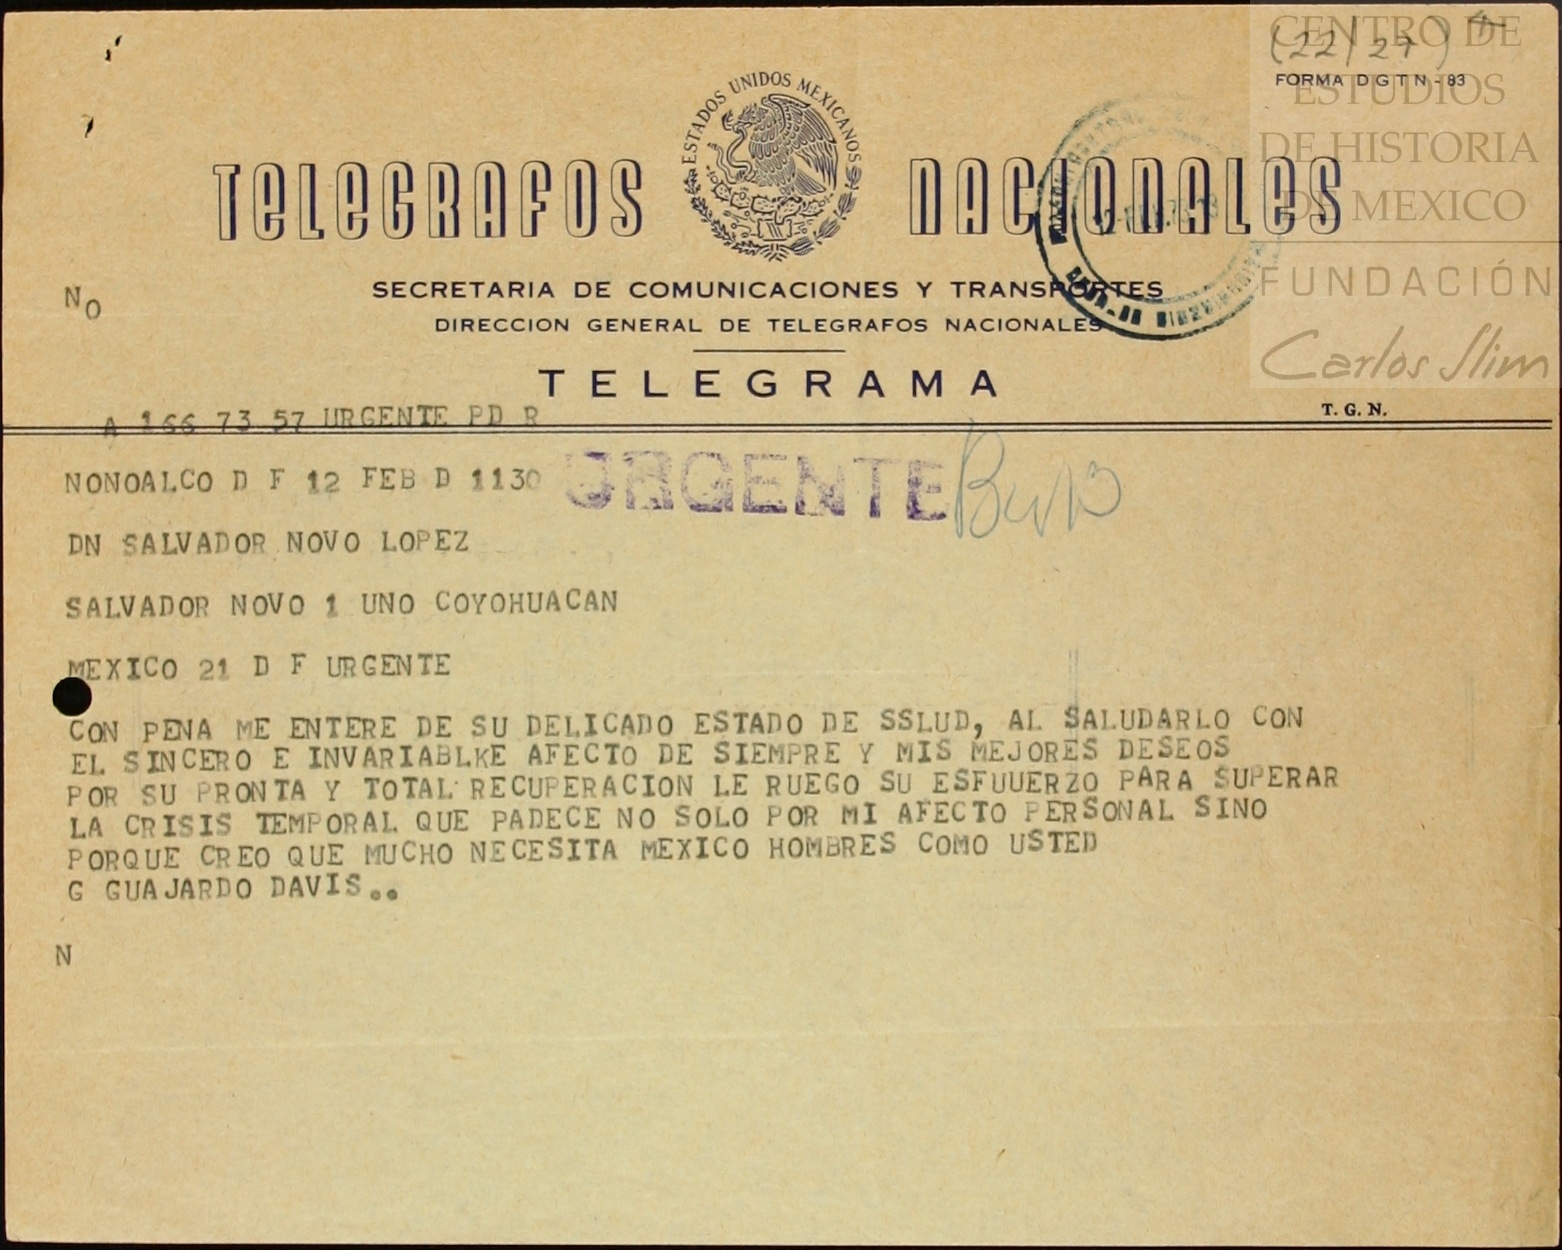 (22/27)
CENTRO DE
ESTUDIOS
DE HISTORIA
DE MEXICO
FUNDACIÓN
Carlos Slim
FORMA D G T N - 83
ESTADOS UNIDOS MEXICANOS
TELEGRAFOS NACIONALES
No
SECRETARIA DE COMUNICACIONES Y TRANSPORTES
DIRECCION GENERAL DE TELEGRAFOS NACIONALES
TELEGRAMA
T. G. N.
A 166 73 57 URGENTE PD R
NONOALCO D F 12 FEB D 1130
URGENTE
DN SALVADOR NOVO LOPEZ
SALVADOR NOVO 1 UNO COYOHUACAN
MEXICO 21 D F URGENTE
CON PENA ME ENTERE DE SU DELICADO ESTADO DE SSLUD, AL SALUDARLO CON
EL SINCERO E INVARIABLKE AFECTO DE SIEMPRE Y MIS MEJORES DESEOS
POR SU PRONTA Y TOTAL RECUPERACION LE RUEGO SU ESFUUERZO PARA SUPERAR
LA CRISIS TEMPORAL QUE PADECE NO SOLO POR MI AFECTO PERSONAL SINO
PORQUE CREO QUE MUCHO NECESITA MEXICO HOMBRES COMO USTED
G GUAJARDO DAVIS..
N